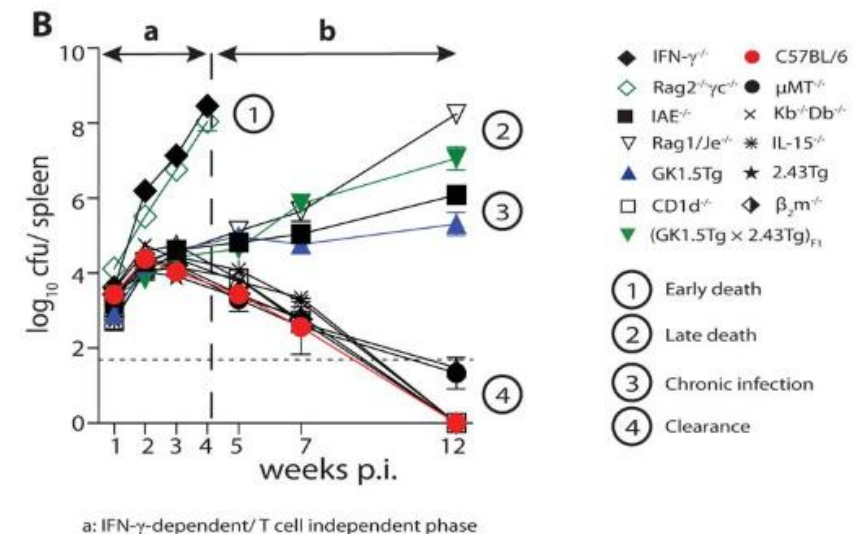 B
a b
10
8
6
4
2
0
log₁₀ cfu/ spleen
1 2 3 4 5 7 12
weeks p.i.
1
2
3
4
IFN-γ⁻/⁻ C57BL/6
Rag2⁻/⁻γc⁻/⁻ μMT⁻/⁻
IAE⁻/⁻ Kb⁻/⁻Db⁻/⁻
Rag1/Je⁻/⁻ IL-15⁻/⁻
GK1.5Tg 2.43Tg
CD1d⁻/⁻ β₂m⁻/⁻
(GK1.5Tg × 2.43Tg)F1
1 Early death
2 Late death
3 Chronic infection
4 Clearance
a: IFN-γ-dependent/ T cell independent phase